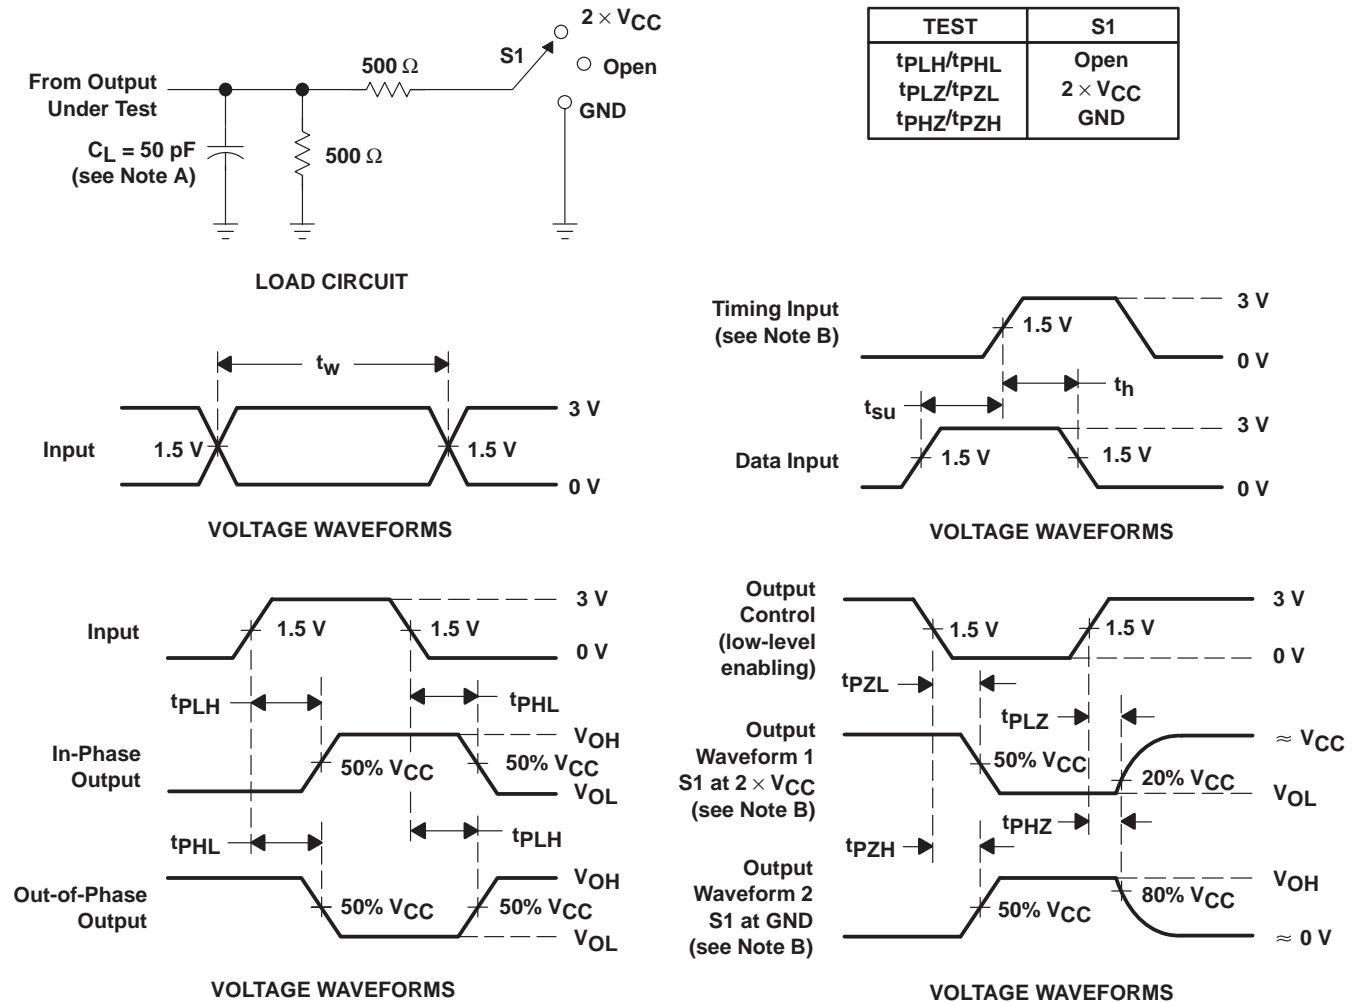 2 × VCC
S1
500 Ω
Open
From Output
Under Test
GND
CL = 50 pF
(see Note A)
500 Ω
LOAD CIRCUIT
TEST S1
tPLH/tPHL Open
tPLZ/tPZL 2 × VCC
tPHZ/tPZH GND
tw
3 V
Input
1.5 V
1.5 V
0 V
VOLTAGE WAVEFORMS
Timing Input
(see Note B)
3 V
1.5 V
0 V
th
tsu
3 V
Data Input
1.5 V
1.5 V
0 V
VOLTAGE WAVEFORMS
3 V
Input
1.5 V
1.5 V
0 V
tPLH
tPHL
In-Phase
Output
VOH
50% VCC
50% VCC
VOL
tPHL
tPLH
Out-of-Phase
Output
VOH
50% VCC
50% VCC
VOL
VOLTAGE WAVEFORMS
Output
Control
(low-level
enabling)
3 V
1.5 V
1.5 V
0 V
tPZL
tPLZ
Output
Waveform 1
S1 at 2 × VCC
(see Note B)
≈ VCC
50% VCC
20% VCC
VOL
tPHZ
tPZH
Output
Waveform 2
S1 at GND
(see Note B)
VOH
50% VCC
80% VCC
≈ 0 V
VOLTAGE WAVEFORMS